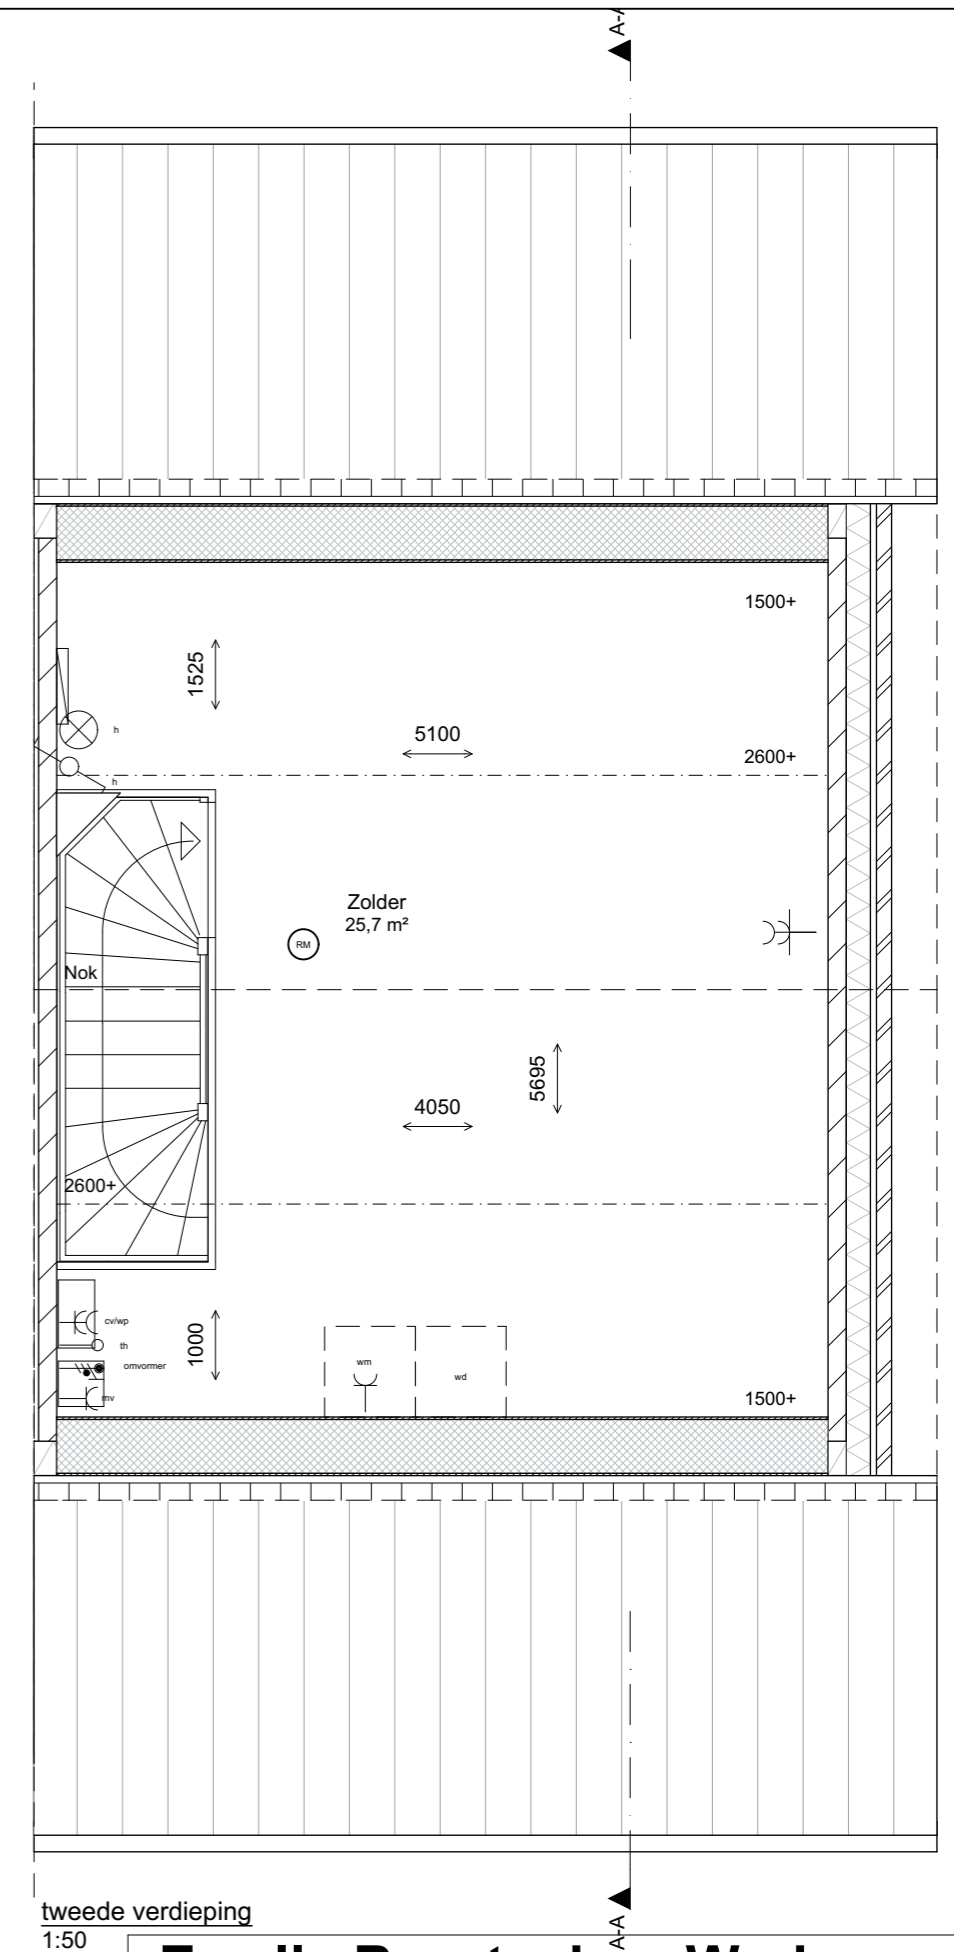 A-A
1500+
1525
h
5100
2600+
h
Zolder
25,7 m²
RM
Nok
5695
4050
2600+
cv/wp
th
1000
omvormer
wm
wd
mv
1500+
tweede verdieping
1:50
A-A